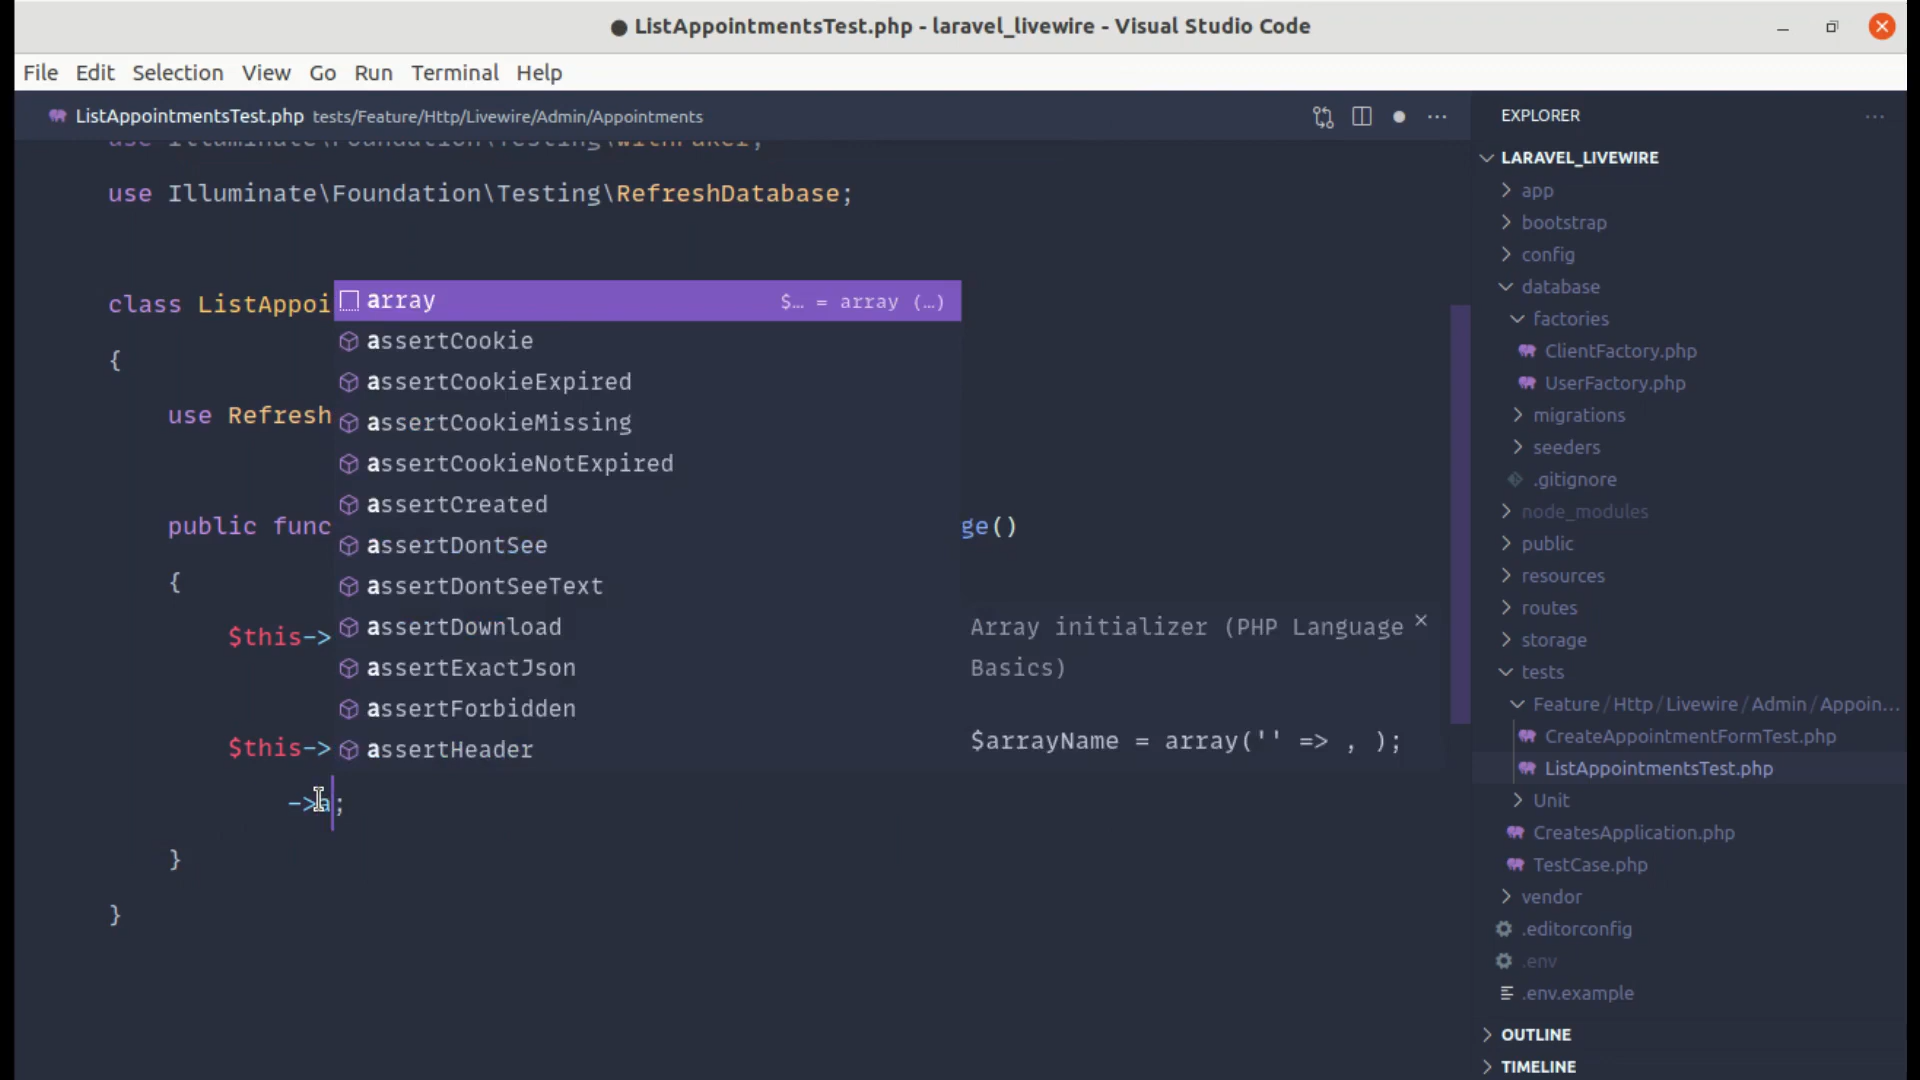 ● ListAppointmentsTest.php - laravel_livewire - Visual Studio Code
File Edit Selection View Go Run Terminal Help
ListAppointmentsTest.php tests/Feature/Http/Livewire/Admin/Appointments
use Illuminate\Foundation\Testing\WithFaker;
use Illuminate\Foundation\Testing\RefreshDatabase;
class ListAppoi
{
use Refresh
public func ge()
{
$this->
$this->
->a;
}
}
array $… = array (…)
assertCookie
assertCookieExpired
assertCookieMissing
assertCookieNotExpired
assertCreated
assertDontSee
assertDontSeeText
assertDownload
assertExactJson
assertForbidden
assertHeader
Array initializer (PHP Language
Basics)
$arrayName = array('' => , );
EXPLORER
LARAVEL_LIVEWIRE
app
bootstrap
config
database
factories
ClientFactory.php
UserFactory.php
migrations
seeders
.gitignore
node_modules
public
resources
routes
storage
tests
Feature/Http/Livewire/Admin/Appoin...
CreateAppointmentFormTest.php
ListAppointmentsTest.php
Unit
CreatesApplication.php
TestCase.php
vendor
.editorconfig
.env
.env.example
OUTLINE
TIMELINE